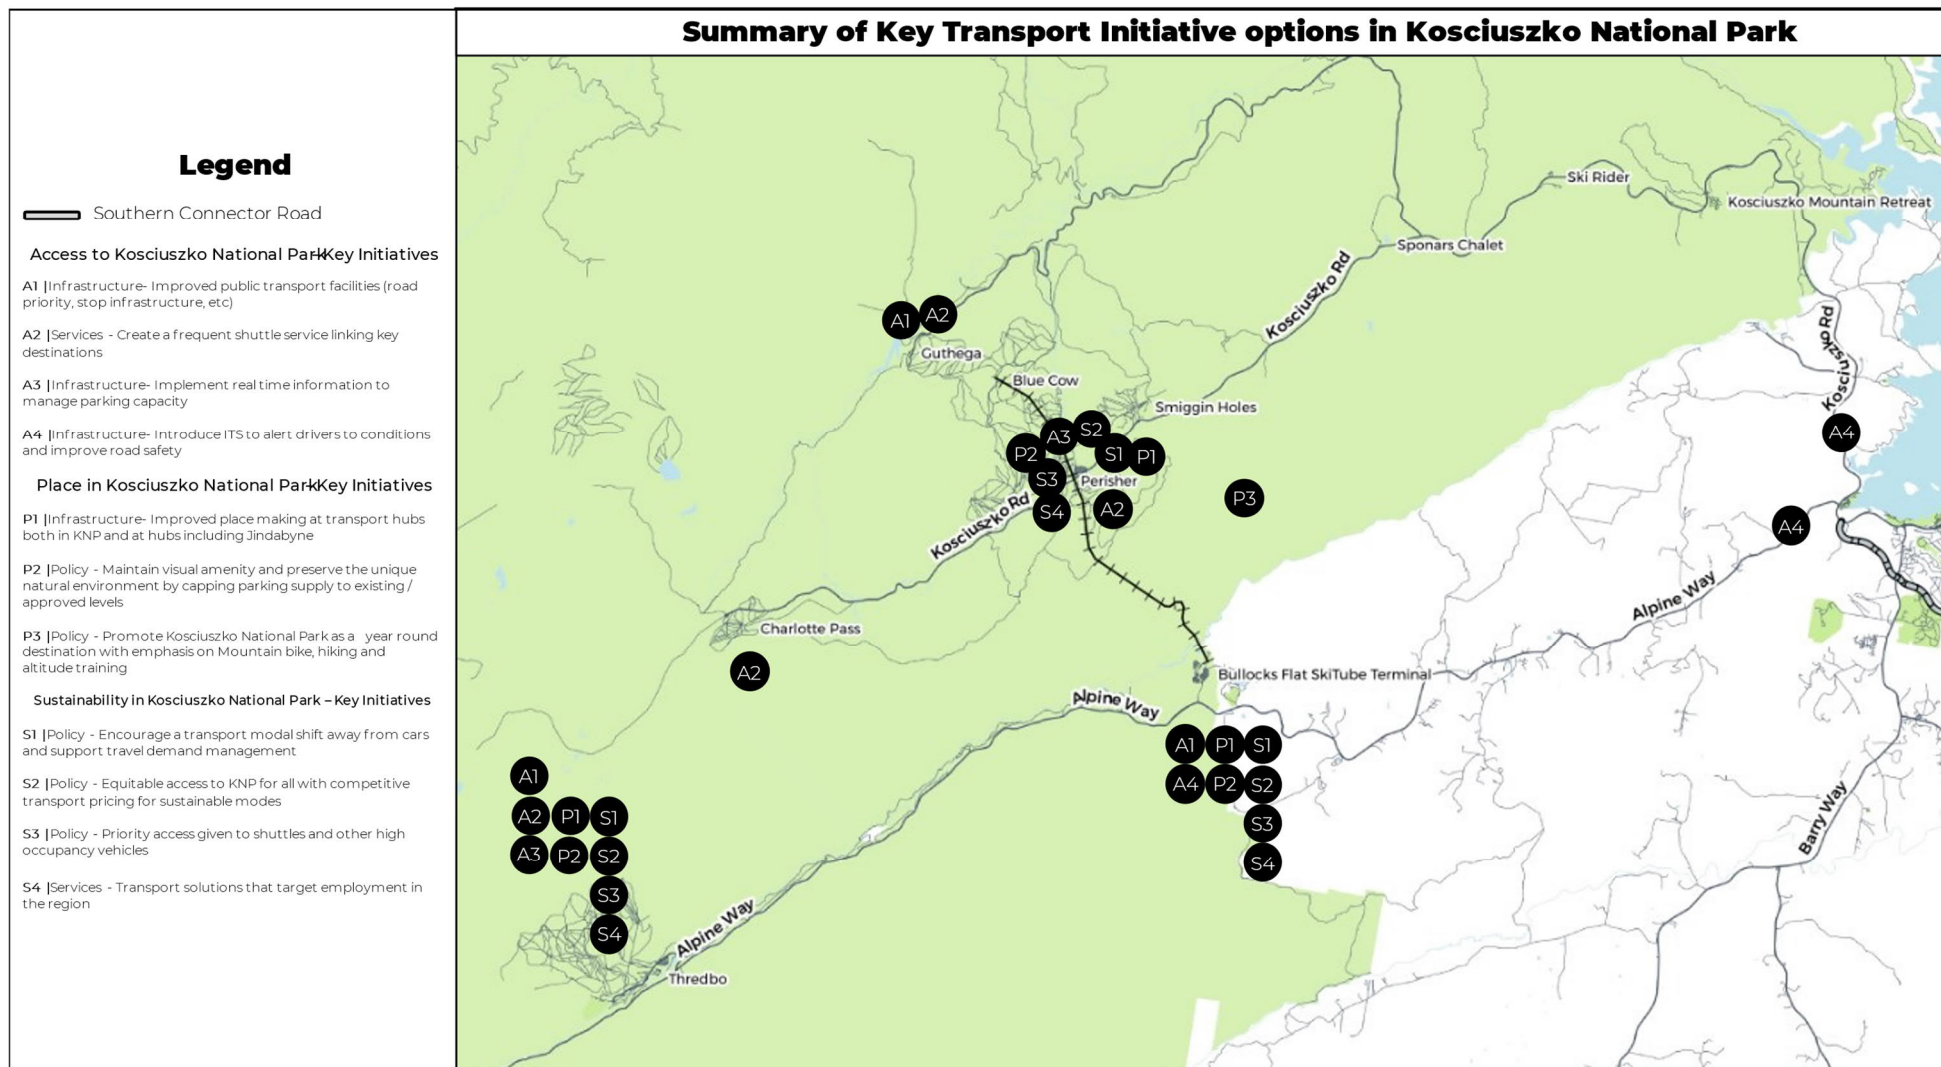 Summary of Key Transport Initiative options in Kosciuszko National Park
Legend
Southern Connector Road
Access to Kosciuszko National Park-Key Initiatives
A1 |Infrastructure- Improved public transport facilities (road
priority, stop infrastructure, etc)
A2 |Services - Create a frequent shuttle service linking key
destinations
A3 |Infrastructure- Implement real time information to
manage parking capacity
A4 |Infrastructure- Introduce ITS to alert drivers to conditions
and improve road safety
Place in Kosciuszko National Park-Key Initiatives
P1 |Infrastructure- Improved place making at transport hubs
both in KNP and at hubs including Jindabyne
P2 |Policy - Maintain visual amenity and preserve the unique
natural environment by capping parking supply to existing /
approved levels
P3 |Policy - Promote Kosciuszko National Park as a year round
destination with emphasis on Mountain bike, hiking and
altitude training
Sustainability in Kosciuszko National Park – Key Initiatives
S1 |Policy - Encourage a transport modal shift away from cars
and support travel demand management
S2 |Policy - Equitable access to KNP for all with competitive
transport pricing for sustainable modes
S3 |Policy - Priority access given to shuttles and other high
occupancy vehicles
S4 |Services - Transport solutions that target employment in
the region
Ski Rider
Kosciuszko Mountain Retreat
Sponars Chalet
Kosciuszko Rd
Kosciuszko Rd
A1 A2
Guthega
Blue Cow
Smiggin Holes
A3 S2
P2 S1 P1
S3
Perisher
S4 A2
P3
A4
A4
Kosciuszko Rd
Alpine Way
Charlotte Pass
A2
Bullocks Flat SkiTube Terminal
Alpine Way
A1 P1 S1
A4 P2 S2
S3
S4
Barry Way
A1
A2 P1 S1
A3 P2 S2
S3
S4
Alpine Way
Thredbo